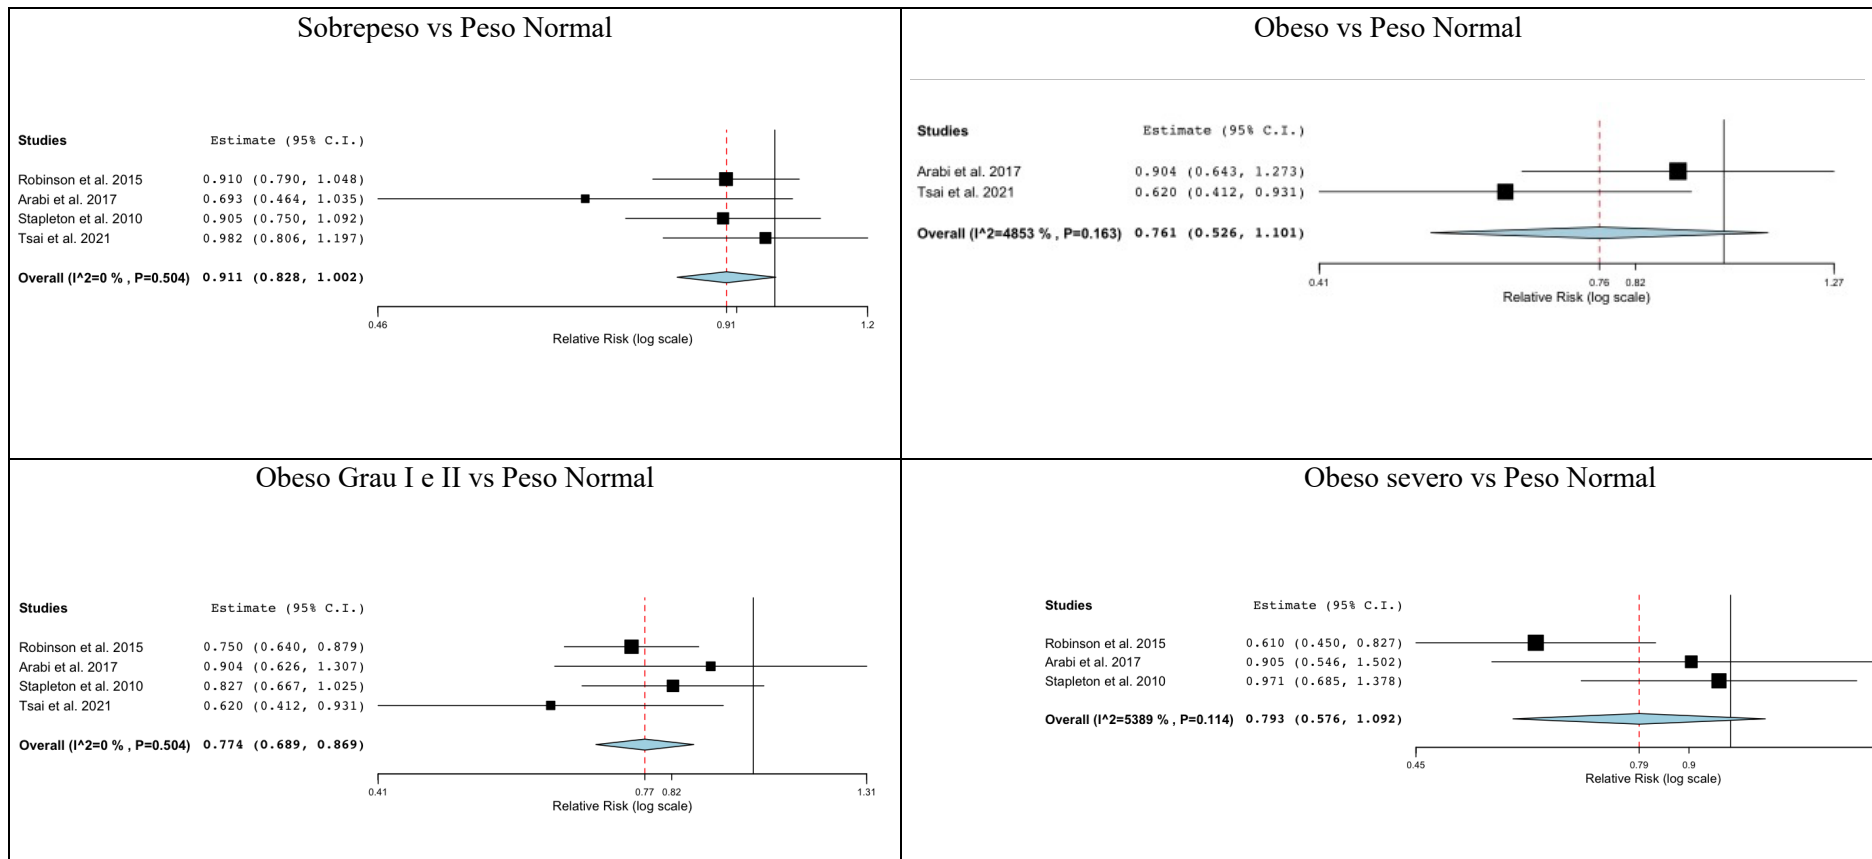 Sobrepeso vs Peso Normal
Studies Estimate (95% C.I.)
Robinson et al. 2015 0.910 (0.790, 1.048)
Arabi et al. 2017 0.693 (0.464, 1.035)
Stapleton et al. 2010 0.905 (0.750, 1.092)
Tsai et al. 2021 0.982 (0.806, 1.197)
Overall (I^2=0 % , P=0.504) 0.911 (0.828, 1.002)
0.46 0.91 1.2
Relative Risk (log scale)
Obeso vs Peso Normal
Studies Estimate (95% C.I.)
Arabi et al. 2017 0.904 (0.643, 1.273)
Tsai et al. 2021 0.620 (0.412, 0.931)
Overall (I^2=4853 % , P=0.163) 0.761 (0.526, 1.101)
0.41 0.76 0.82 1.27
Relative Risk (log scale)
Obeso Grau I e II vs Peso Normal
Studies Estimate (95% C.I.)
Robinson et al. 2015 0.750 (0.640, 0.879)
Arabi et al. 2017 0.904 (0.626, 1.307)
Stapleton et al. 2010 0.827 (0.667, 1.025)
Tsai et al. 2021 0.620 (0.412, 0.931)
Overall (I^2=0 % , P=0.504) 0.774 (0.689, 0.869)
0.41 0.77 0.82 1.31
Relative Risk (log scale)
Obeso severo vs Peso Normal
Studies Estimate (95% C.I.)
Robinson et al. 2015 0.610 (0.450, 0.827)
Arabi et al. 2017 0.905 (0.546, 1.502)
Stapleton et al. 2010 0.971 (0.685, 1.378)
Overall (I^2=5389 % , P=0.114) 0.793 (0.576, 1.092)
0.45 0.79 0.9
Relative Risk (log scale)